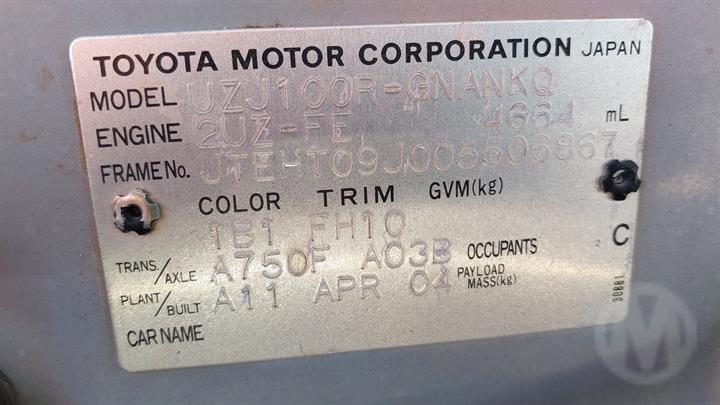 TOYOTA MOTOR CORPORATION JAPAN
MODEL UZJ100R-GNANKQ
ENGINE 2UZ-FE 4664 mL
FRAME No. JTEHT09J005506867
COLOR TRIM GVM(kg)
1B1 FH10
TRANS/AXLE A750F A03B OCCUPANTS C
PLANT/BUILT A11 APR 04 PAYLOAD MASS(kg)
CAR NAME
30881
M